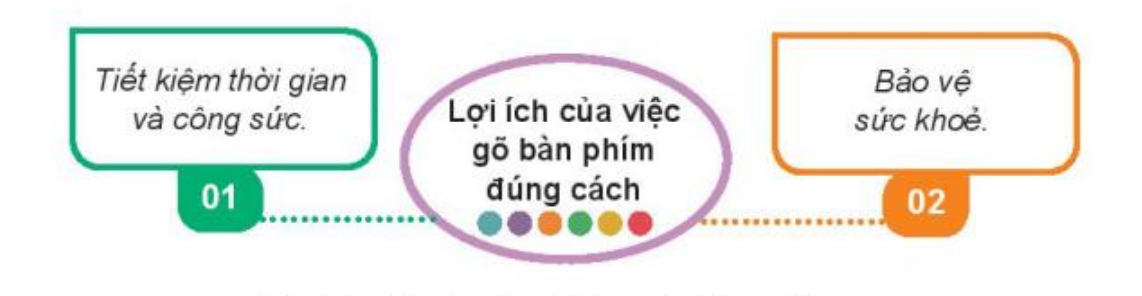 Tiết kiệm thời gian
và công sức.
01
Lợi ích của việc
gõ bàn phím
đúng cách
Bảo vệ
sức khoẻ.
02